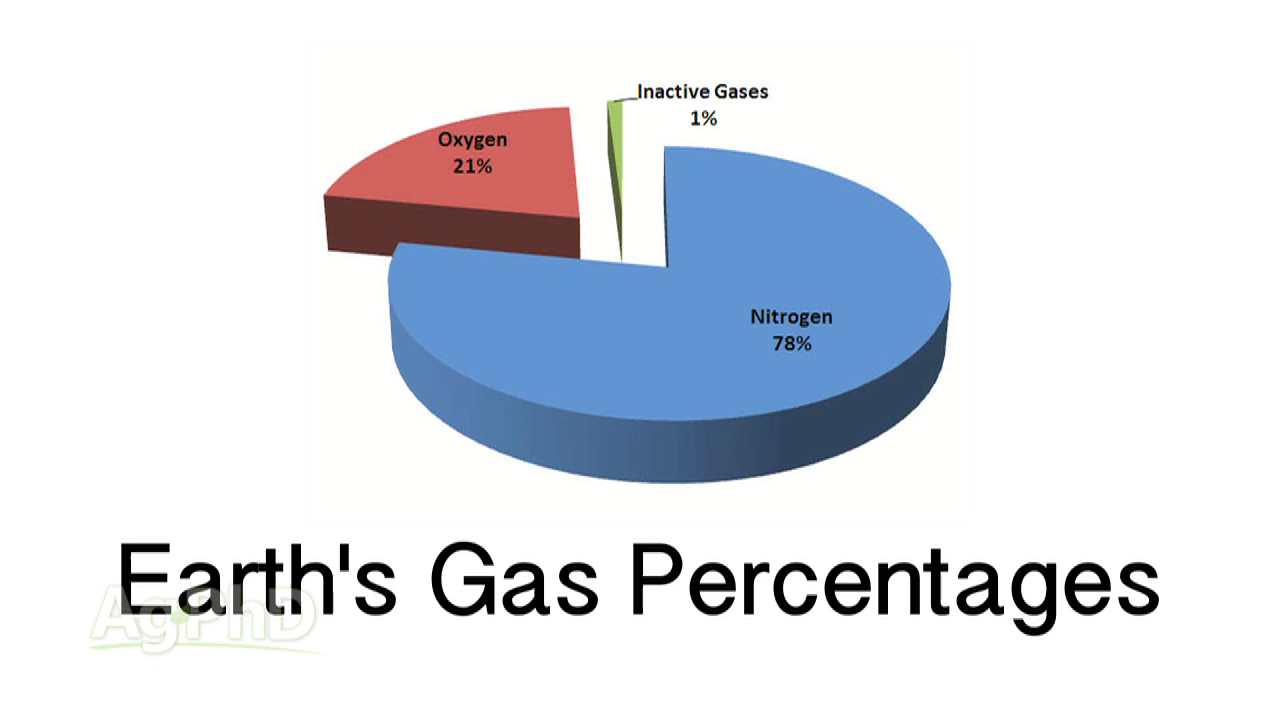 Inactive Gases
1%
Oxygen
21%
Nitrogen
78%
Earth's Gas Percentages
AgPhD